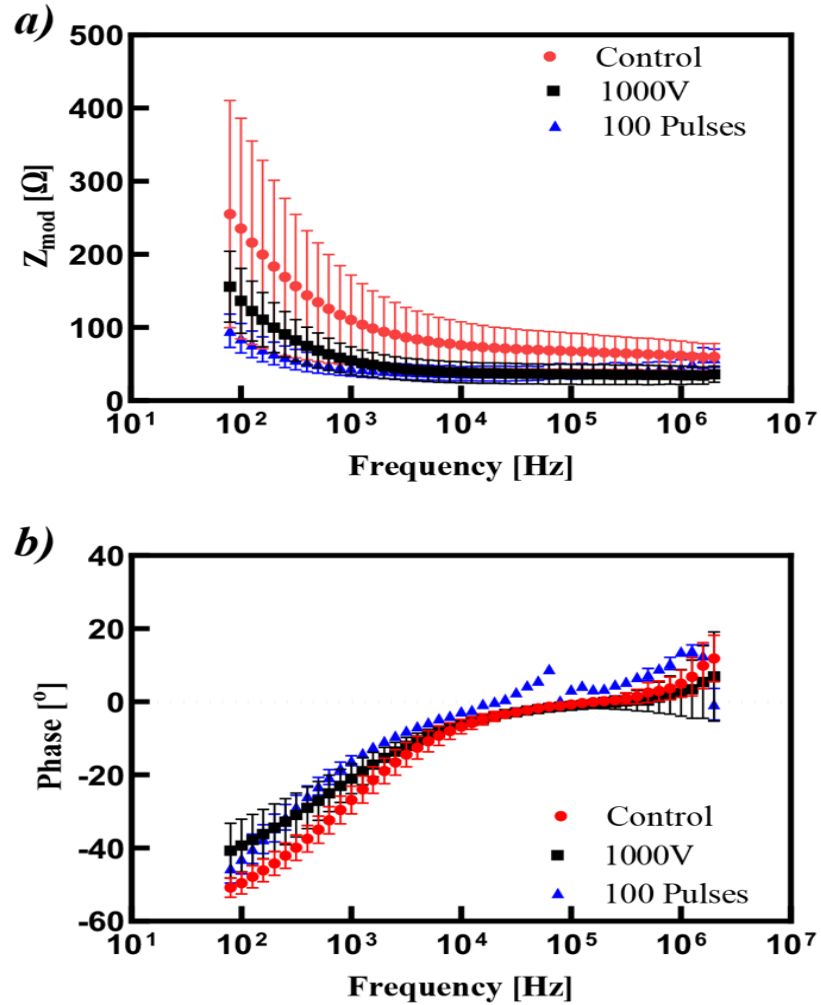 a)
500
400
300
200
100
0
Z_mod [Ω]
Control
1000V
100 Pulses
10¹ 10² 10³ 10⁴ 10⁵ 10⁶ 10⁷
Frequency [Hz]
b)
40
20
0
-20
-40
-60
Phase [⁰]
Control
1000V
100 Pulses
10¹ 10² 10³ 10⁴ 10⁵ 10⁶ 10⁷
Frequency [Hz]